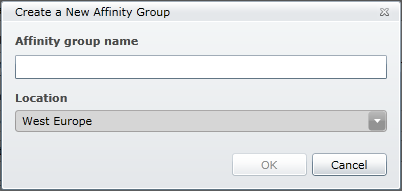 Create a New Affinity Group
Affinity group name
Location
West Europe
OK Cancel